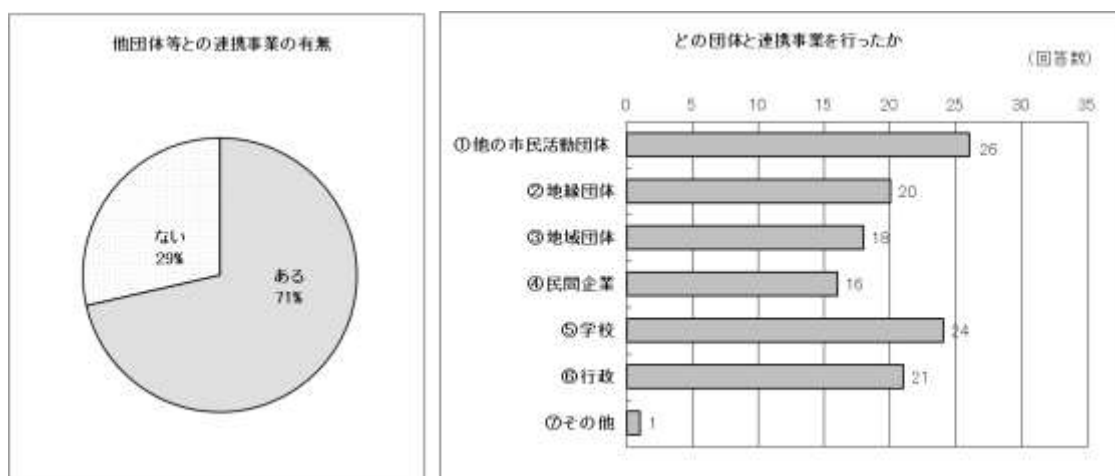 他団体等との連携事業の有無
ない
29%
ある
71%
どの団体と連携事業を行ったか
(回答数)
0 5 10 15 20 25 30 35
①他の市民活動団体 26
②地縁団体 20
③地域団体 18
④民間企業 16
⑤学校 24
⑥行政 21
⑦その他 1